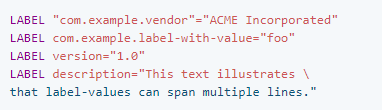 LABEL "com.example.vendor"="ACME Incorporated"
LABEL com.example.label-with-value="foo"
LABEL version="1.0"
LABEL description="This text illustrates \
that label-values can span multiple lines."